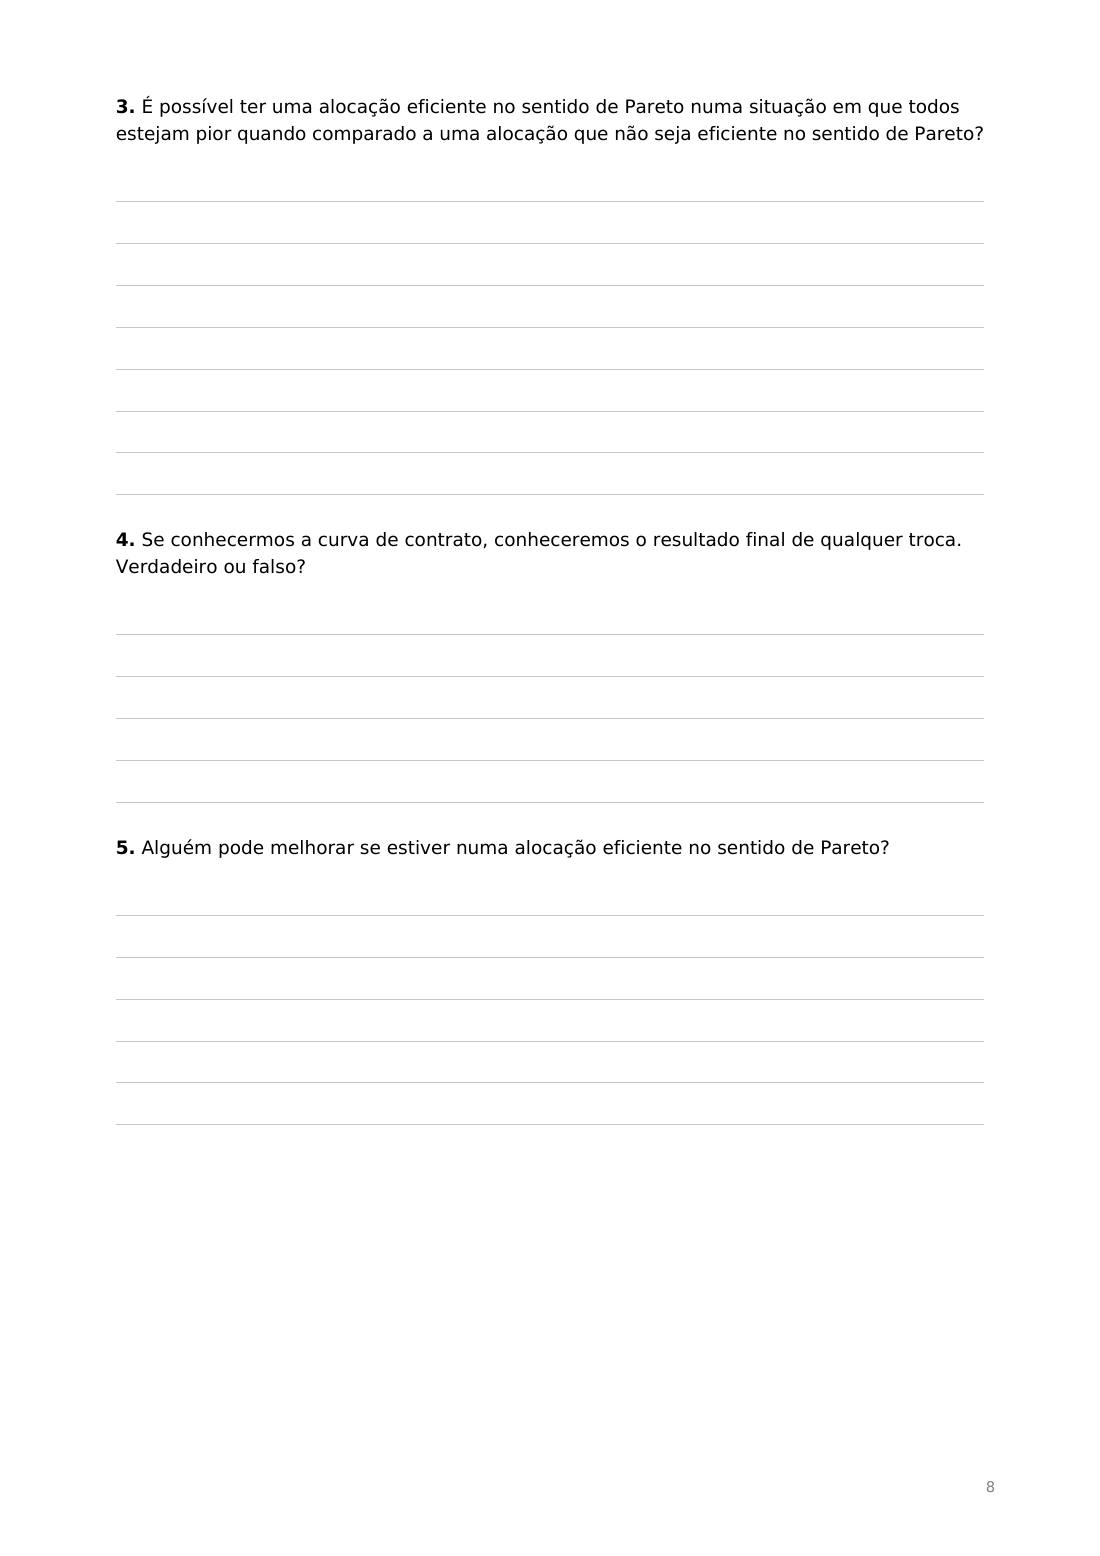 3. É possível ter uma alocação eficiente no sentido de Pareto numa situação em que todos
estejam pior quando comparado a uma alocação que não seja eficiente no sentido de Pareto?
4. Se conhecermos a curva de contrato, conheceremos o resultado final de qualquer troca.
Verdadeiro ou falso?
5. Alguém pode melhorar se estiver numa alocação eficiente no sentido de Pareto?
8